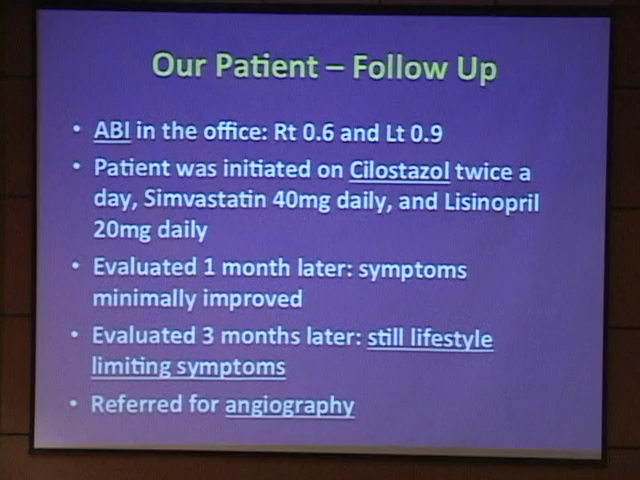 Our Patient – Follow Up
• ABI in the office: Rt 0.6 and Lt 0.9
• Patient was initiated on Cilostazol twice a
day, Simvastatin 40mg daily, and Lisinopril
20mg daily
• Evaluated 1 month later: symptoms
minimally improved
• Evaluated 3 months later: still lifestyle
limiting symptoms
• Referred for angiography